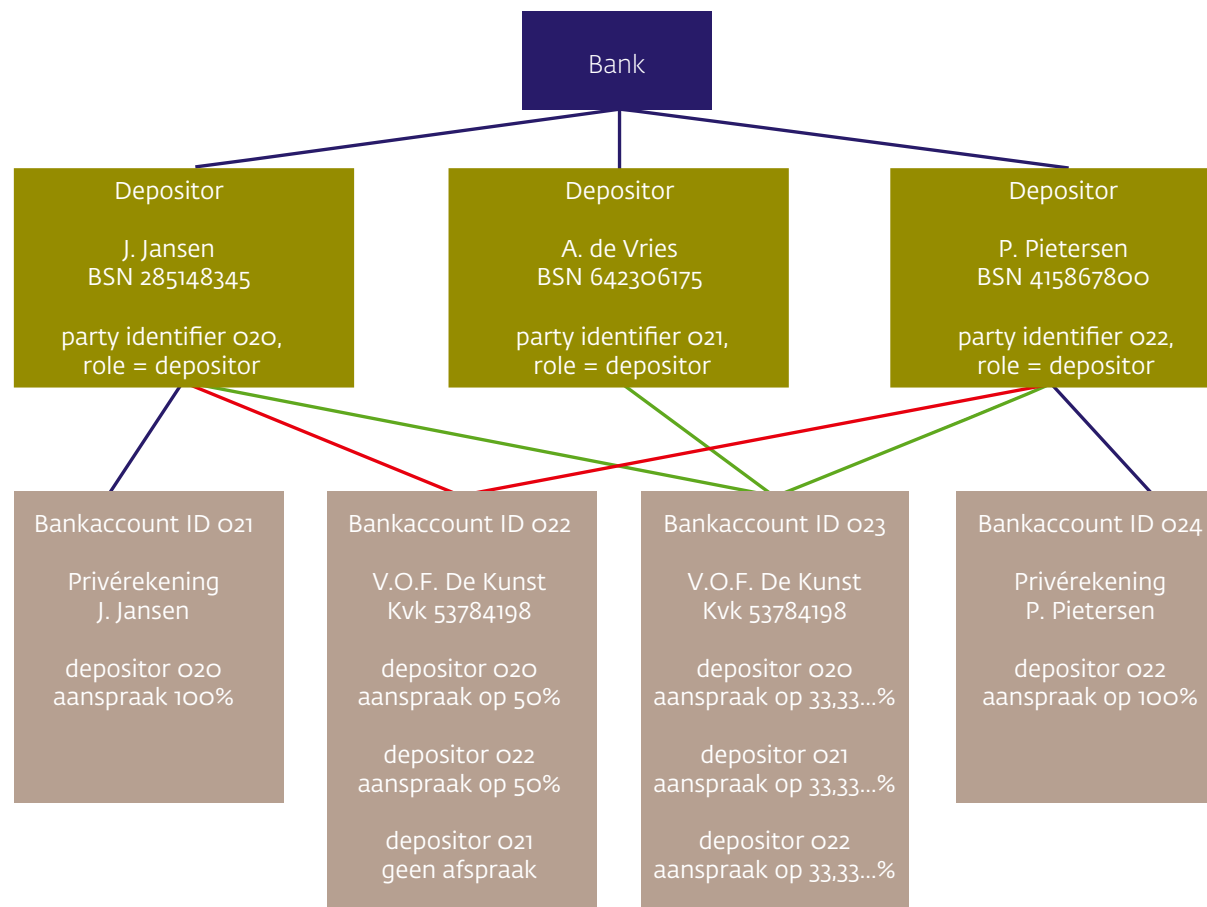 Bank
Depositor
J. Jansen
BSN 285148345
party identifier 020,
role = depositor
Depositor
A. de Vries
BSN 642306175
party identifier 021,
role = depositor
Depositor
P. Pietersen
BSN 415867800
party identifier 022,
role = depositor
Bankaccount ID 021
Privérekening
J. Jansen
depositor 020
aanspraak 100%
Bankaccount ID 022
V.O.F. De Kunst
Kvk 53784198
depositor 020
aanspraak op 50%
depositor 022
aanspraak op 50%
depositor 021
geen afspraak
Bankaccount ID 023
V.O.F. De Kunst
Kvk 53784198
depositor 020
aanspraak op 33,33...%
depositor 021
aanspraak op 33,33...%
depositor 022
aanspraak op 33,33...%
Bankaccount ID 024
Privérekening
P. Pietersen
depositor 022
aanspraak op 100%